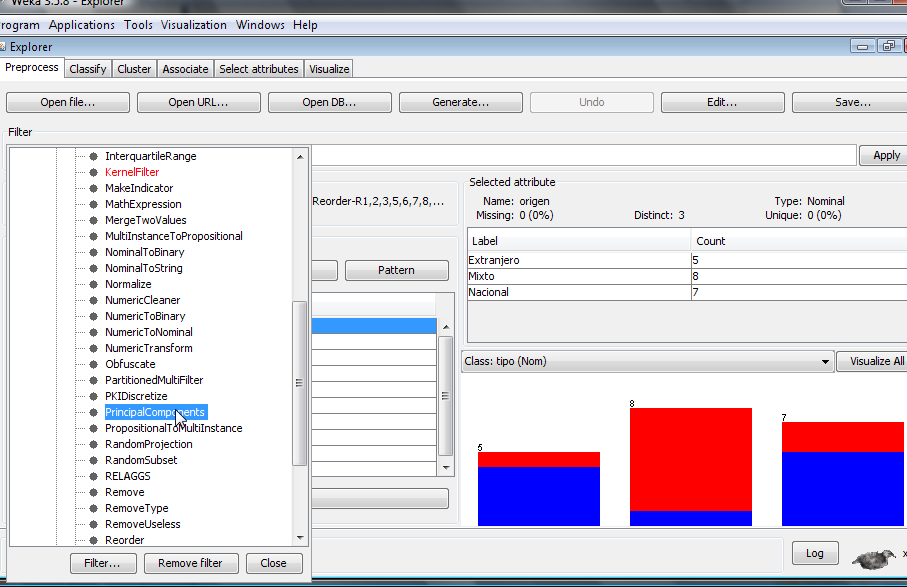 Weka 3.5.8 - Explorer
Program Applications Tools Visualization Windows Help
Explorer
Preprocess Classify Cluster Associate Select attributes Visualize
Open file... Open URL... Open DB... Generate... Undo Edit... Save...
Filter
Apply
InterquartileRange
KernelFilter
MakeIndicator
MathExpression
MergeTwoValues
MultiInstanceToPropositional
NominalToBinary
NominalToString
Normalize
NumericCleaner
NumericToBinary
NumericToNominal
NumericTransform
Obfuscate
PartitionedMultiFilter
PKIDiscretize
PrincipalComponents
PropositionalToMultiInstance
RandomProjection
RandomSubset
RELAGGS
Remove
RemoveType
RemoveUseless
Reorder
Filter... Remove filter Close
Reorder-R1,2,3,5,6,7,8,...
Pattern
Selected attribute
Name: origen Type: Nominal
Missing: 0 (0%) Distinct: 3 Unique: 0 (0%)
Label Count
Extranjero 5
Mixto 8
Nacional 7
Class: tipo (Nom) Visualize All
5 8 7
Log x